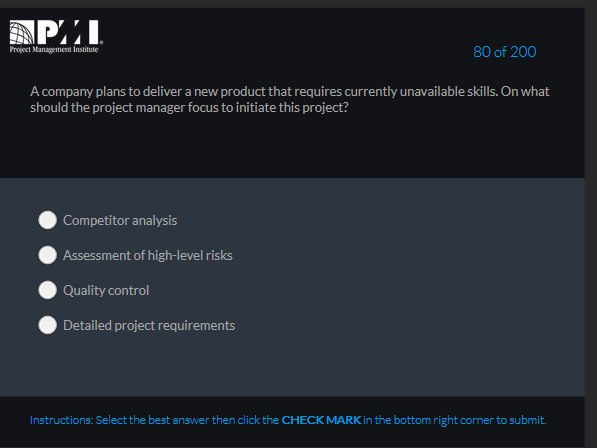 PMI
Project Management Institute
80 of 200
A company plans to deliver a new product that requires currently unavailable skills. On what
should the project manager focus to initiate this project?
Competitor analysis
Assessment of high-level risks
Quality control
Detailed project requirements
Instructions: Select the best answer then click the CHECK MARK in the bottom right corner to submit.